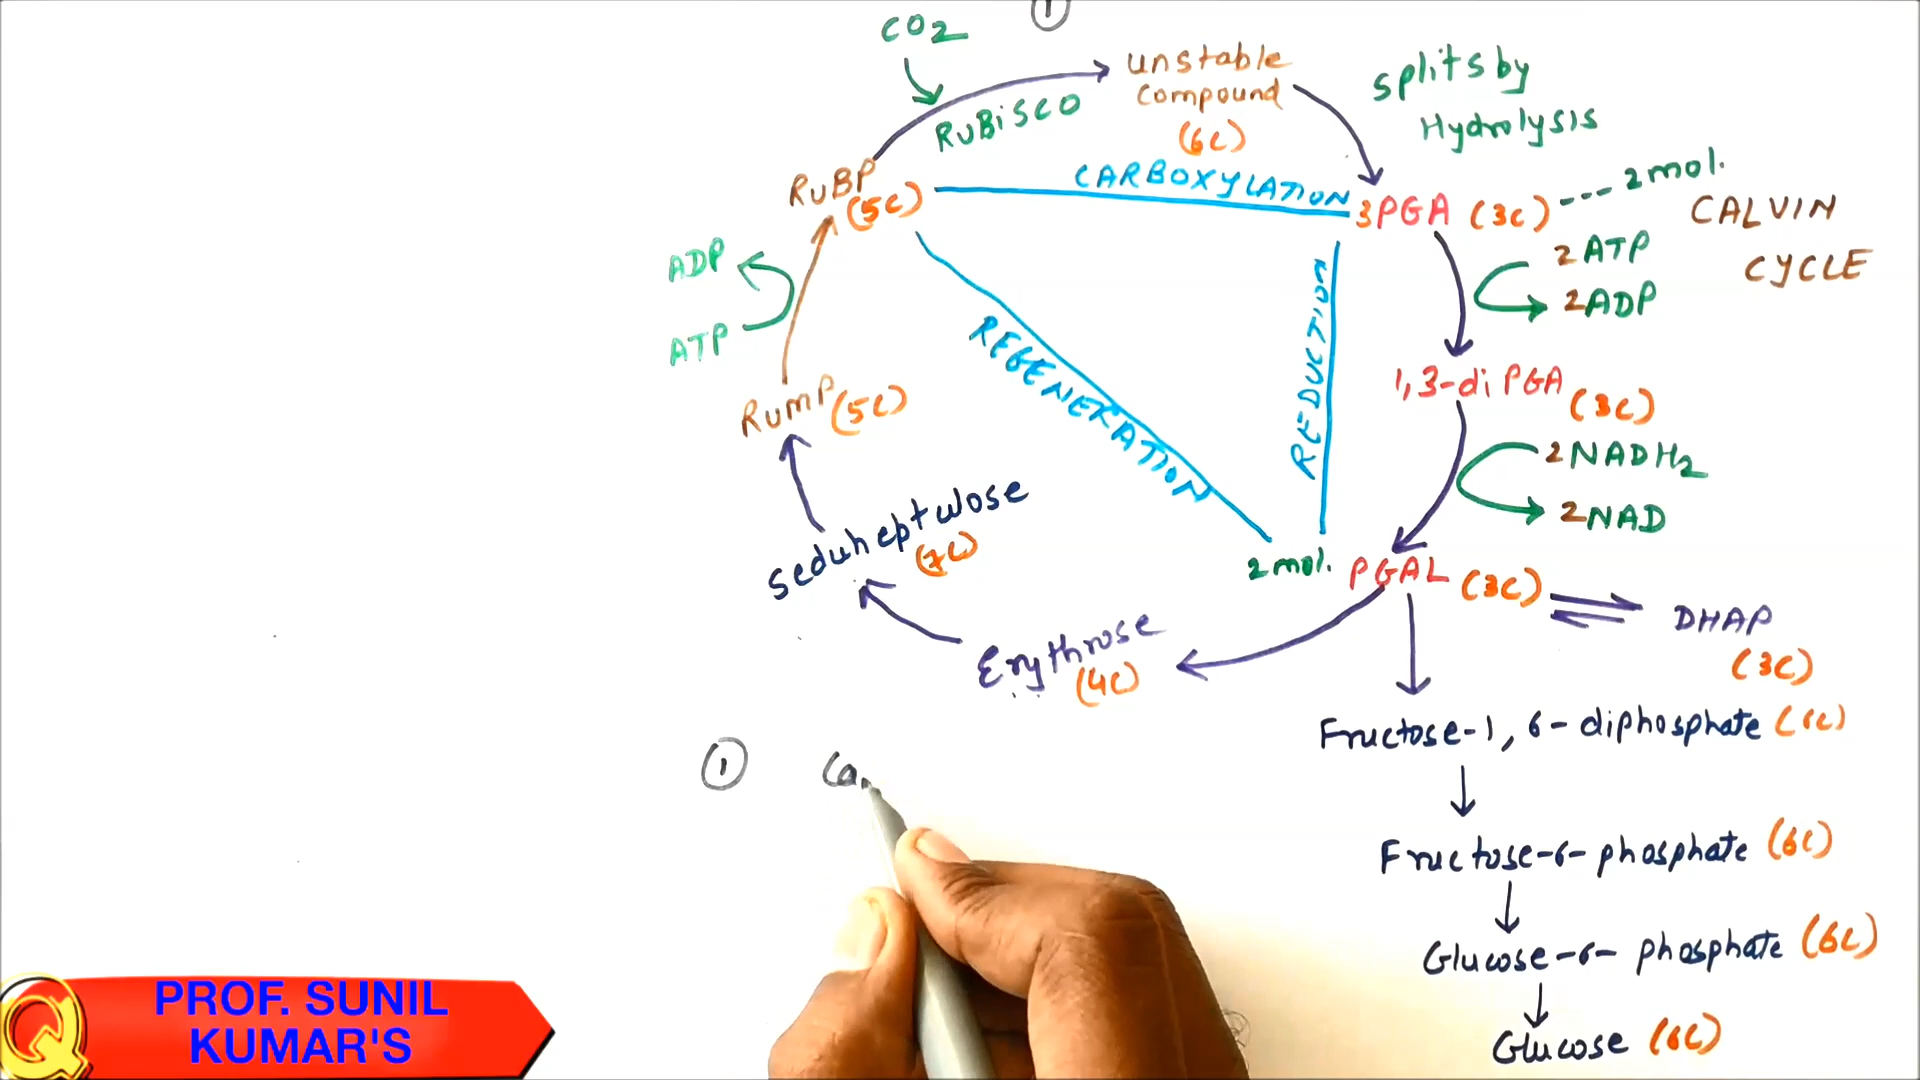 ①
CO2
unstable
compound
(6C)
RUBiSCO
splits by
Hydrolysis
RuBP
(5C)
CARBOXYLATION
3PGA (3C) --- 2mol.
CALVIN
CYCLE
2ATP
2ADP
ADP
ATP
REGENERATION
REDUCTION
1,3-diPGA
(3C)
RuMP (5C)
2NADH2
2NAD
Seduheptulose
(7C)
2mol. PGAL (3C)
DHAP
(3C)
Erythrose
(4C)
Fructose-1,6-diphosphate (6C)
① Ca
Fructose-6-phosphate (6C)
Glucose-6-phosphate (6C)
Glucose (6C)
PROF. SUNIL
KUMAR'S